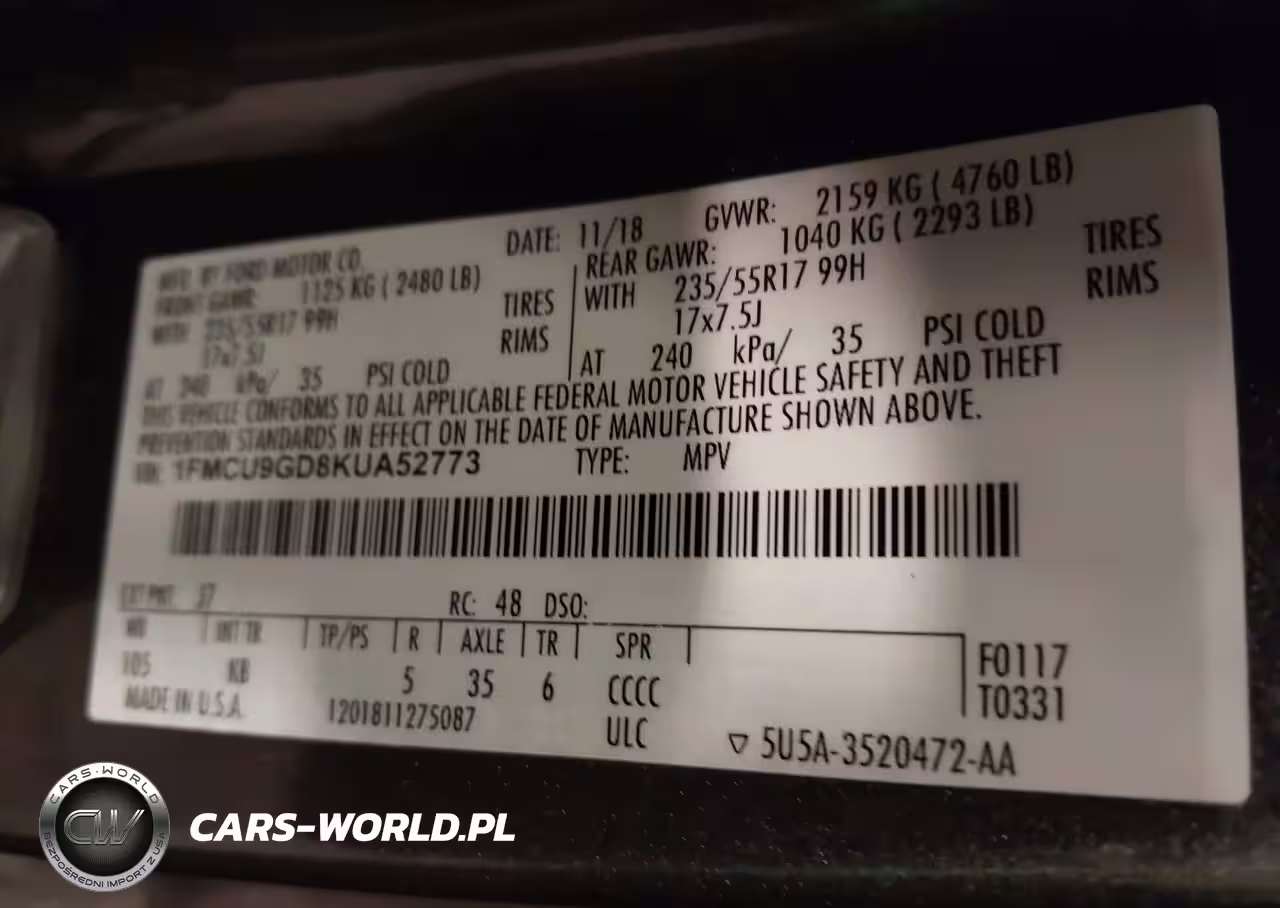 MFD. BY FORD MOTOR CO. DATE: 11/18 GVWR: 2159 KG ( 4760 LB)
FRONT GAWR: 1125 KG ( 2480 LB) REAR GAWR: 1040 KG ( 2293 LB)
WITH 235/55R17 99H TIRES WITH 235/55R17 99H TIRES
17x7.5J RIMS 17x7.5J RIMS
AT 240 kPa/ 35 PSI COLD AT 240 kPa/ 35 PSI COLD
THIS VEHICLE CONFORMS TO ALL APPLICABLE FEDERAL MOTOR VEHICLE SAFETY AND THEFT
PREVENTION STANDARDS IN EFFECT ON THE DATE OF MANUFACTURE SHOWN ABOVE.
VIN: 1FMCU9GD8KUA52773 TYPE: MPV
EXT PNT: RC: 48 DSO:
WB INT TR TP/PS R AXLE TR SPR
105 KB 5 35 6 CCCC F0117
T0331
MADE IN U.S.A. 1201811275087 ULC ▽ 5U5A-3520472-AA
CARS-WORLD
CW
BEZPOŚREDNI IMPORT Z USA
CARS-WORLD.PL